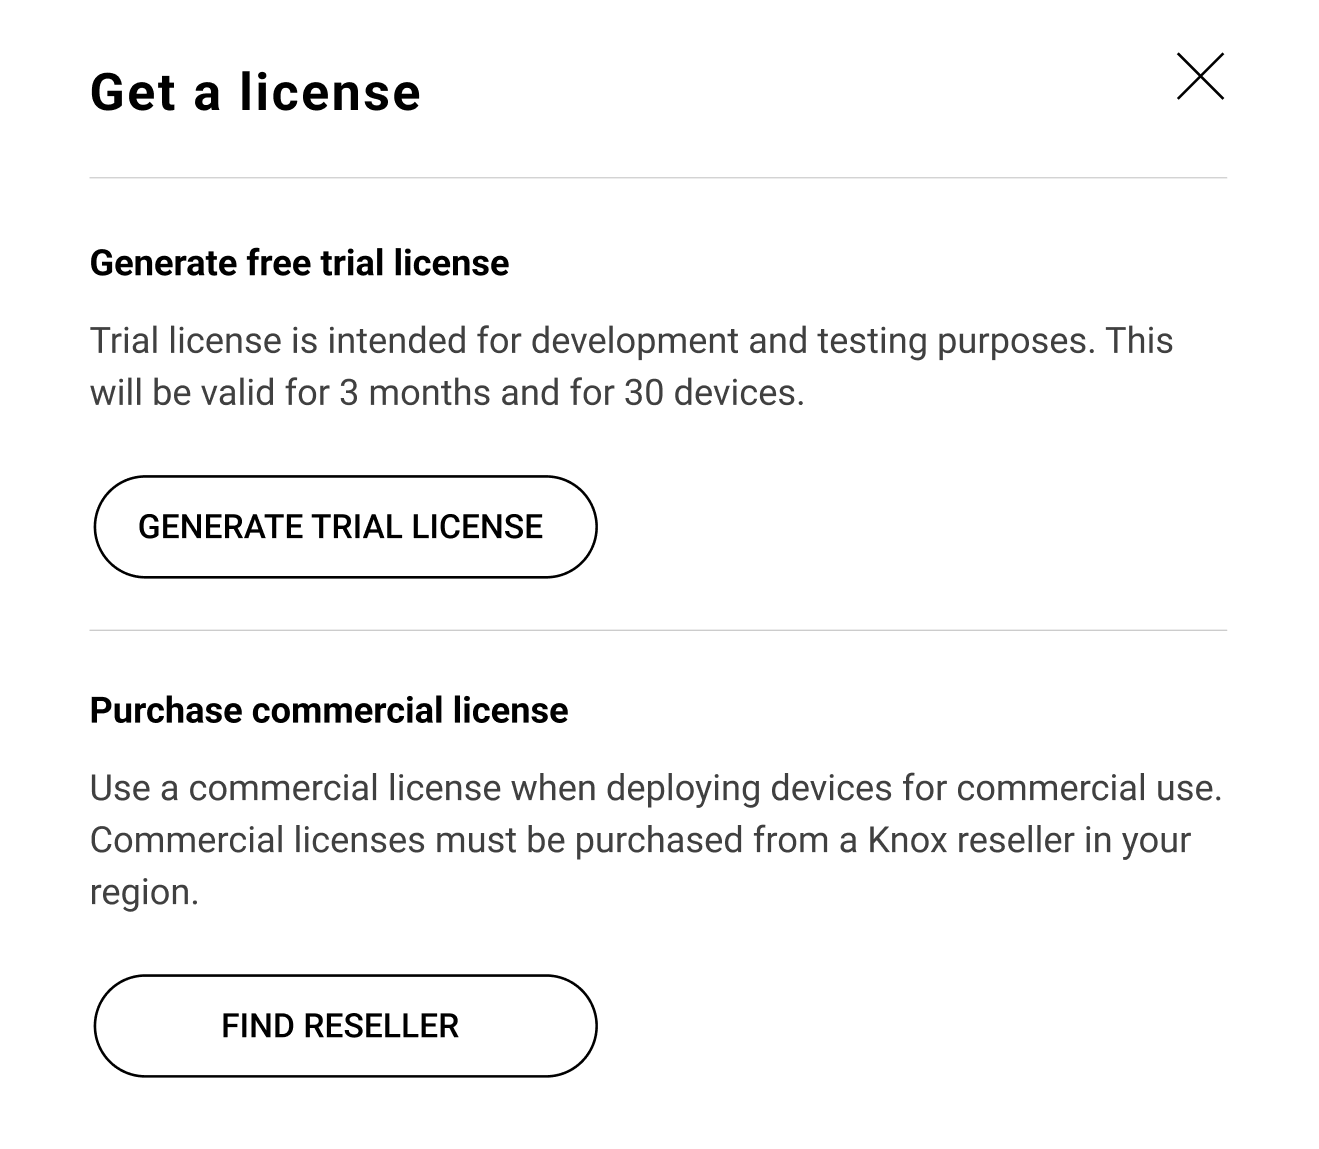 Get a license
Generate free trial license
Trial license is intended for development and testing purposes. This
will be valid for 3 months and for 30 devices.
GENERATE TRIAL LICENSE
Purchase commercial license
Use a commercial license when deploying devices for commercial use.
Commercial licenses must be purchased from a Knox reseller in your
region.
FIND RESELLER